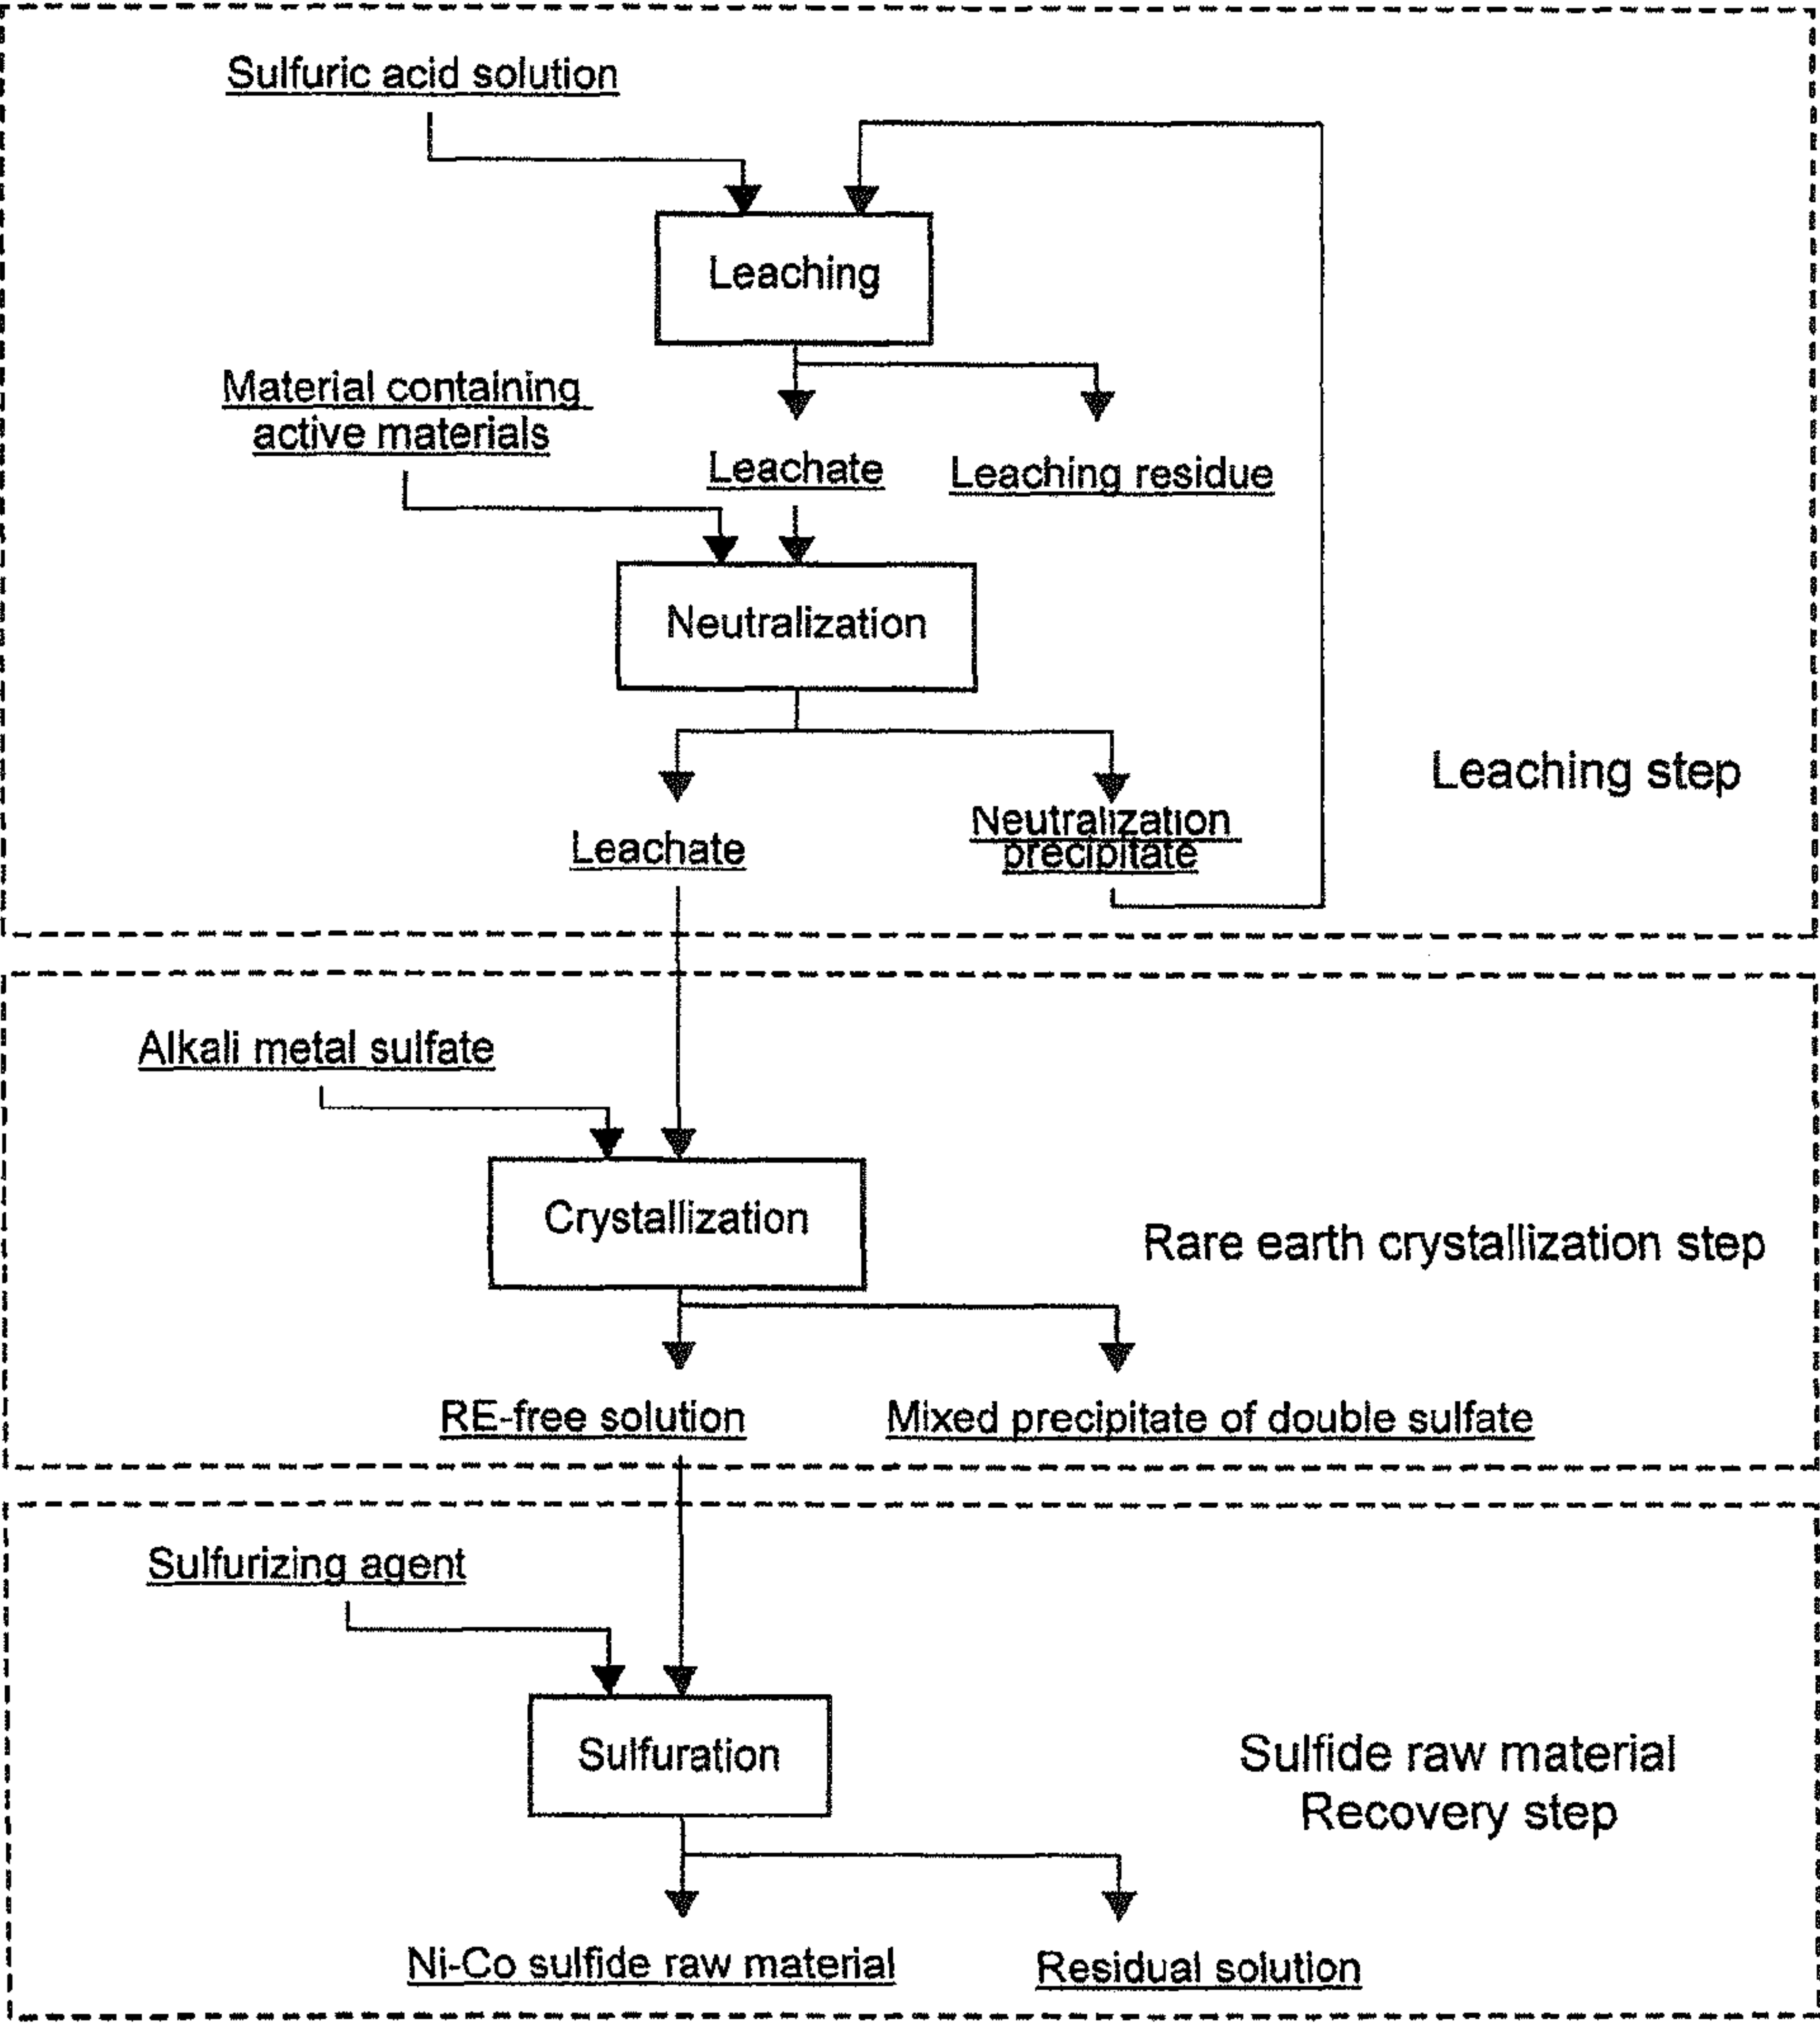 Sulfuric acid solution
Leaching
Material containing
active materials
Leachate
Leaching residue
Neutralization
Leaching step
Leachate
Neutralization
precipitate
Alkali metal sulfate
Crystallization
Rare earth crystallization step
RE-free solution
Mixed precipitate of double sulfate
Sulfurizing agent
Sulfuration
Sulfide raw material
Recovery step
Ni-Co sulfide raw material
Residual solution